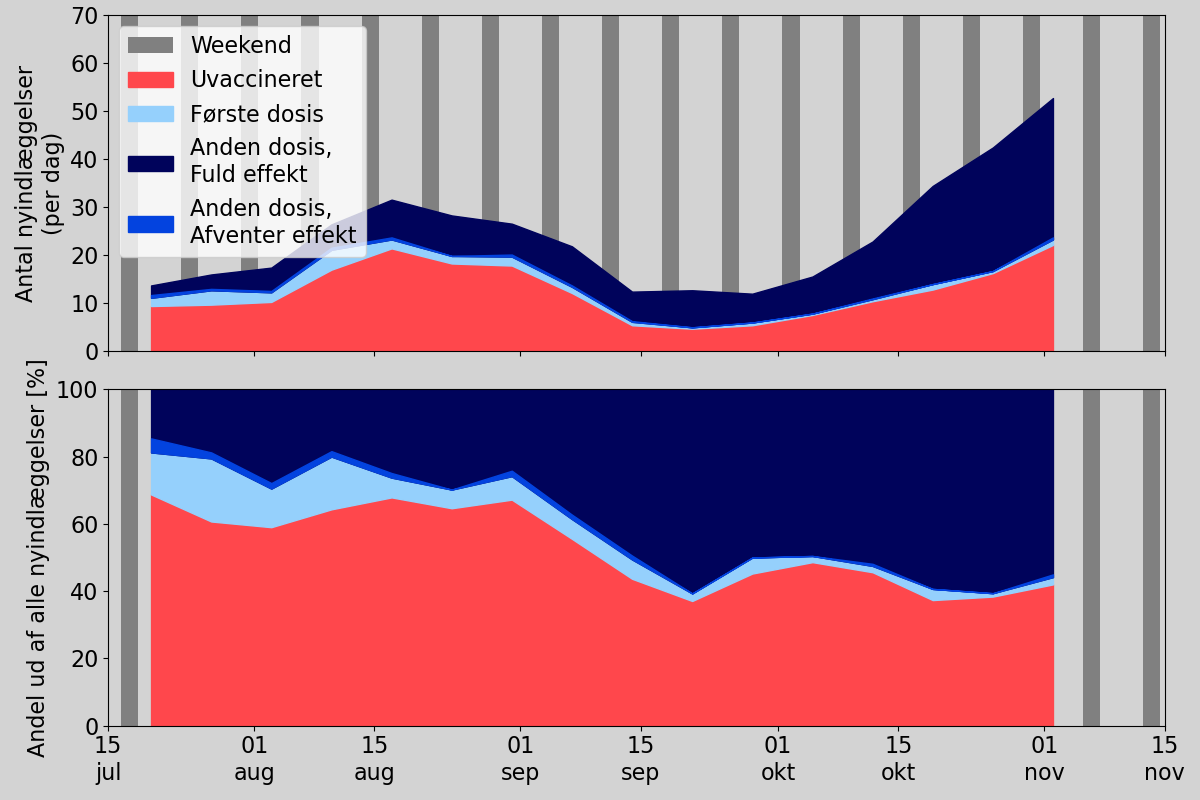 Antal nyindlæggelser
(per dag)
70
60
50
40
30
20
10
0
Weekend
Uvaccineret
Første dosis
Anden dosis,
Fuld effekt
Anden dosis,
Afventer effekt
Andel ud af alle nyindlæggelser [%]
100
80
60
40
20
0
15 01 15 01 15 01 15 01 15
jul aug aug sep sep okt okt nov nov